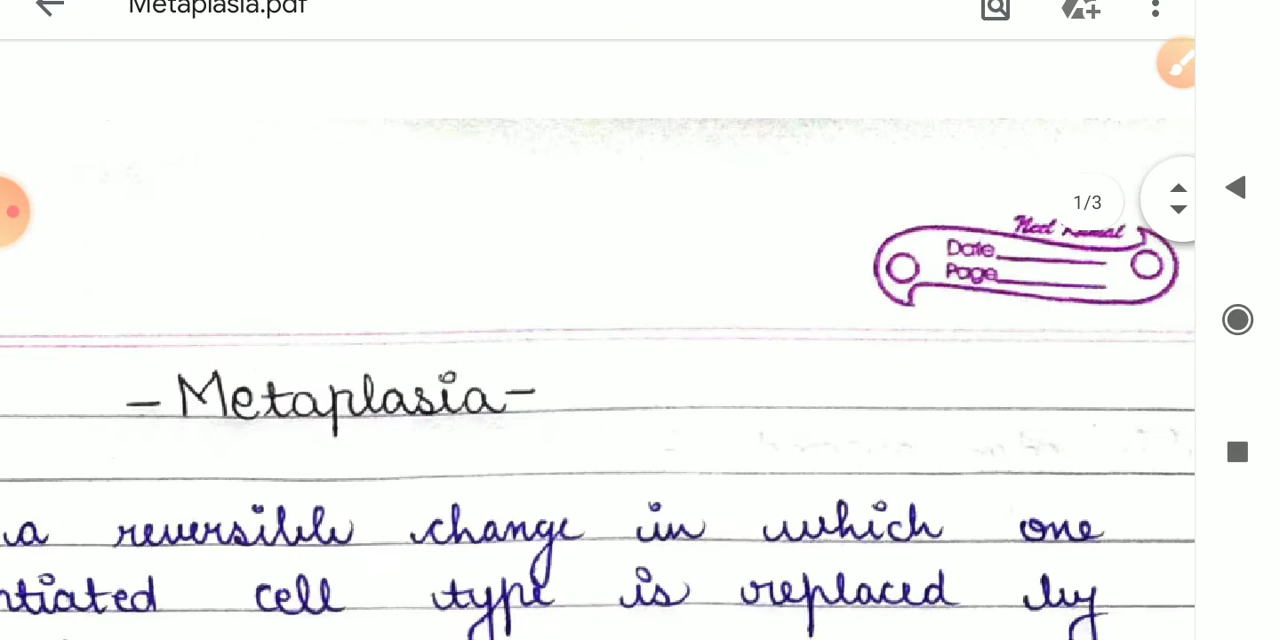 Metaplasia.pdf
1/3
Date
Page
- Metaplasia -
a reversible change in which one
ntiated cell type is replaced by